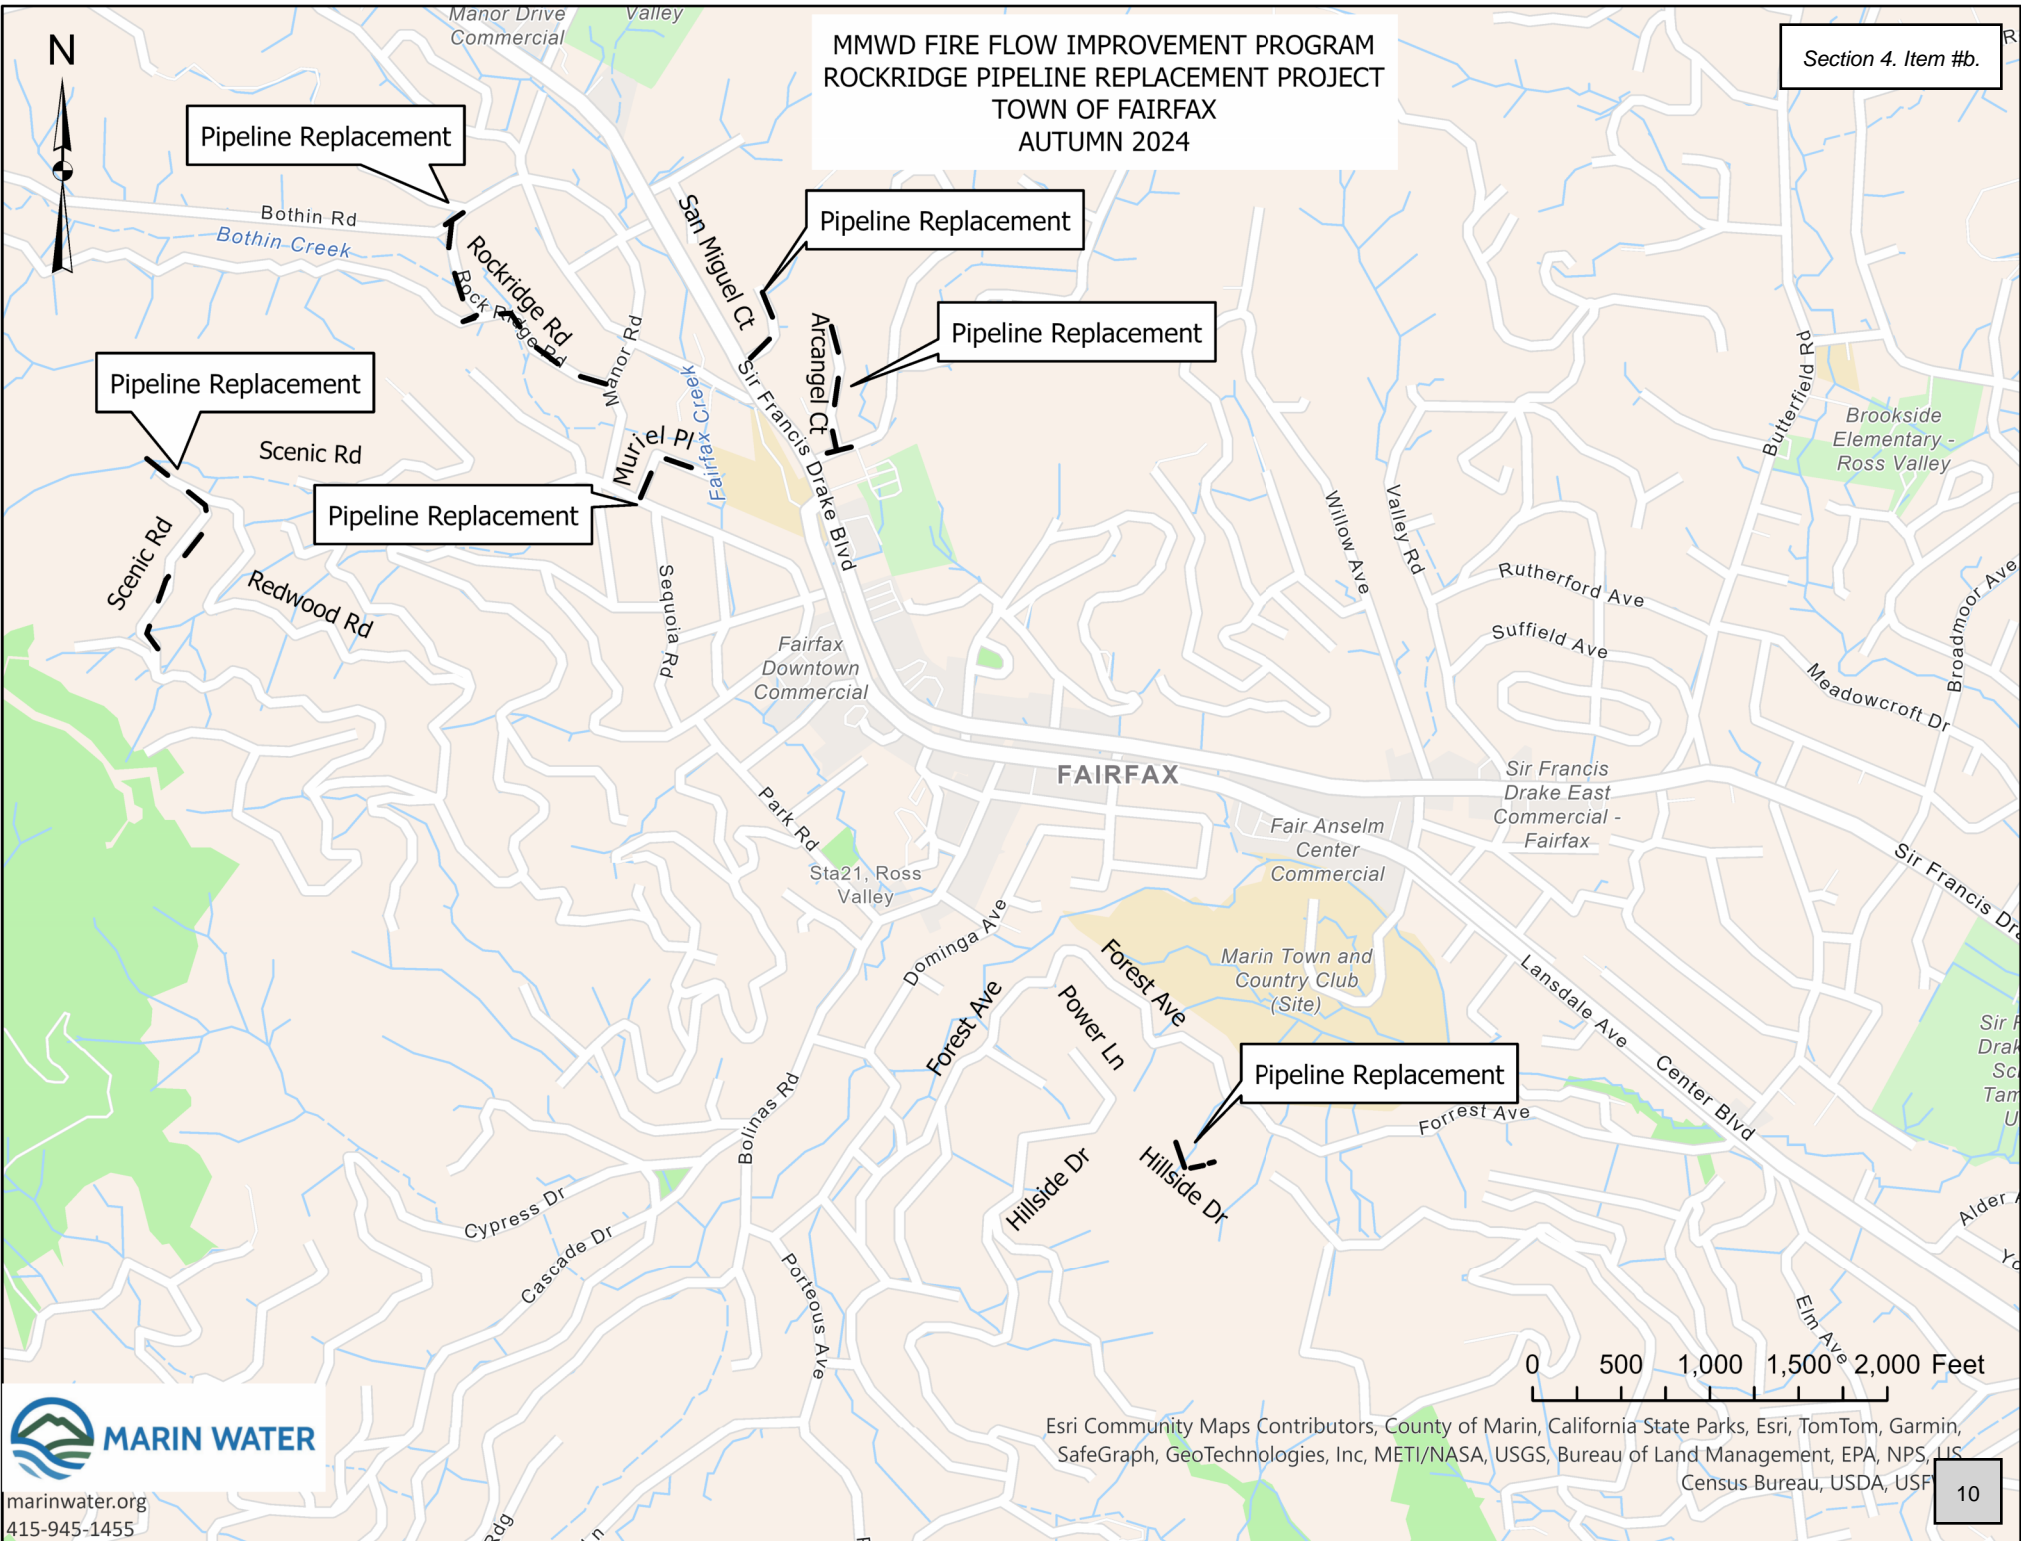 Manor Drive
Commercial
Valley
MMWD FIRE FLOW IMPROVEMENT PROGRAM
ROCKRIDGE PIPELINE REPLACEMENT PROJECT
TOWN OF FAIRFAX
AUTUMN 2024
Section 4. Item #b.
N
Pipeline Replacement
Bothin Rd
Bothin Creek
Rockridge Rd
Rock Ridge Rd
San Miguel Ct
Pipeline Replacement
Arcangel Ct
Pipeline Replacement
Manor Rd
Fairfax Creek
Sir Francis Drake Blvd
Butterfield Rd
Brookside
Elementary -
Ross Valley
Pipeline Replacement
Scenic Rd
Muriel Pl
Pipeline Replacement
Scenic Rd
Redwood Rd
Sequoia Rd
Willow Ave
Valley Rd
Rutherford Ave
Suffield Ave
Broadmoor Ave
Meadowcroft Dr
Fairfax
Downtown
Commercial
FAIRFAX
Sir Francis
Drake East
Commercial -
Fairfax
Park Rd
Fair Anselm
Center
Commercial
Sta21, Ross
Valley
Sir Francis Dra
Dominga Ave
Forest Ave
Forest Ave
Power Ln
Marin Town and
Country Club
(Site)
Lansdale Ave
Center Blvd
Sir F
Drak
Sc
Tam
U
Pipeline Replacement
Forrest Ave
Bolinas Rd
Hillside Dr
Hillside Dr
Cypress Dr
Cascade Dr
Porteous Ave
Alder
Yo
Elm Ave
0 500 1,000 1,500 2,000 Feet
MARIN WATER
marinwater.org
415-945-1455
Rdg
Ln
Esri Community Maps Contributors, County of Marin, California State Parks, Esri, TomTom, Garmin,
SafeGraph, GeoTechnologies, Inc, METI/NASA, USGS, Bureau of Land Management, EPA, NPS, US
Census Bureau, USDA, USF
10